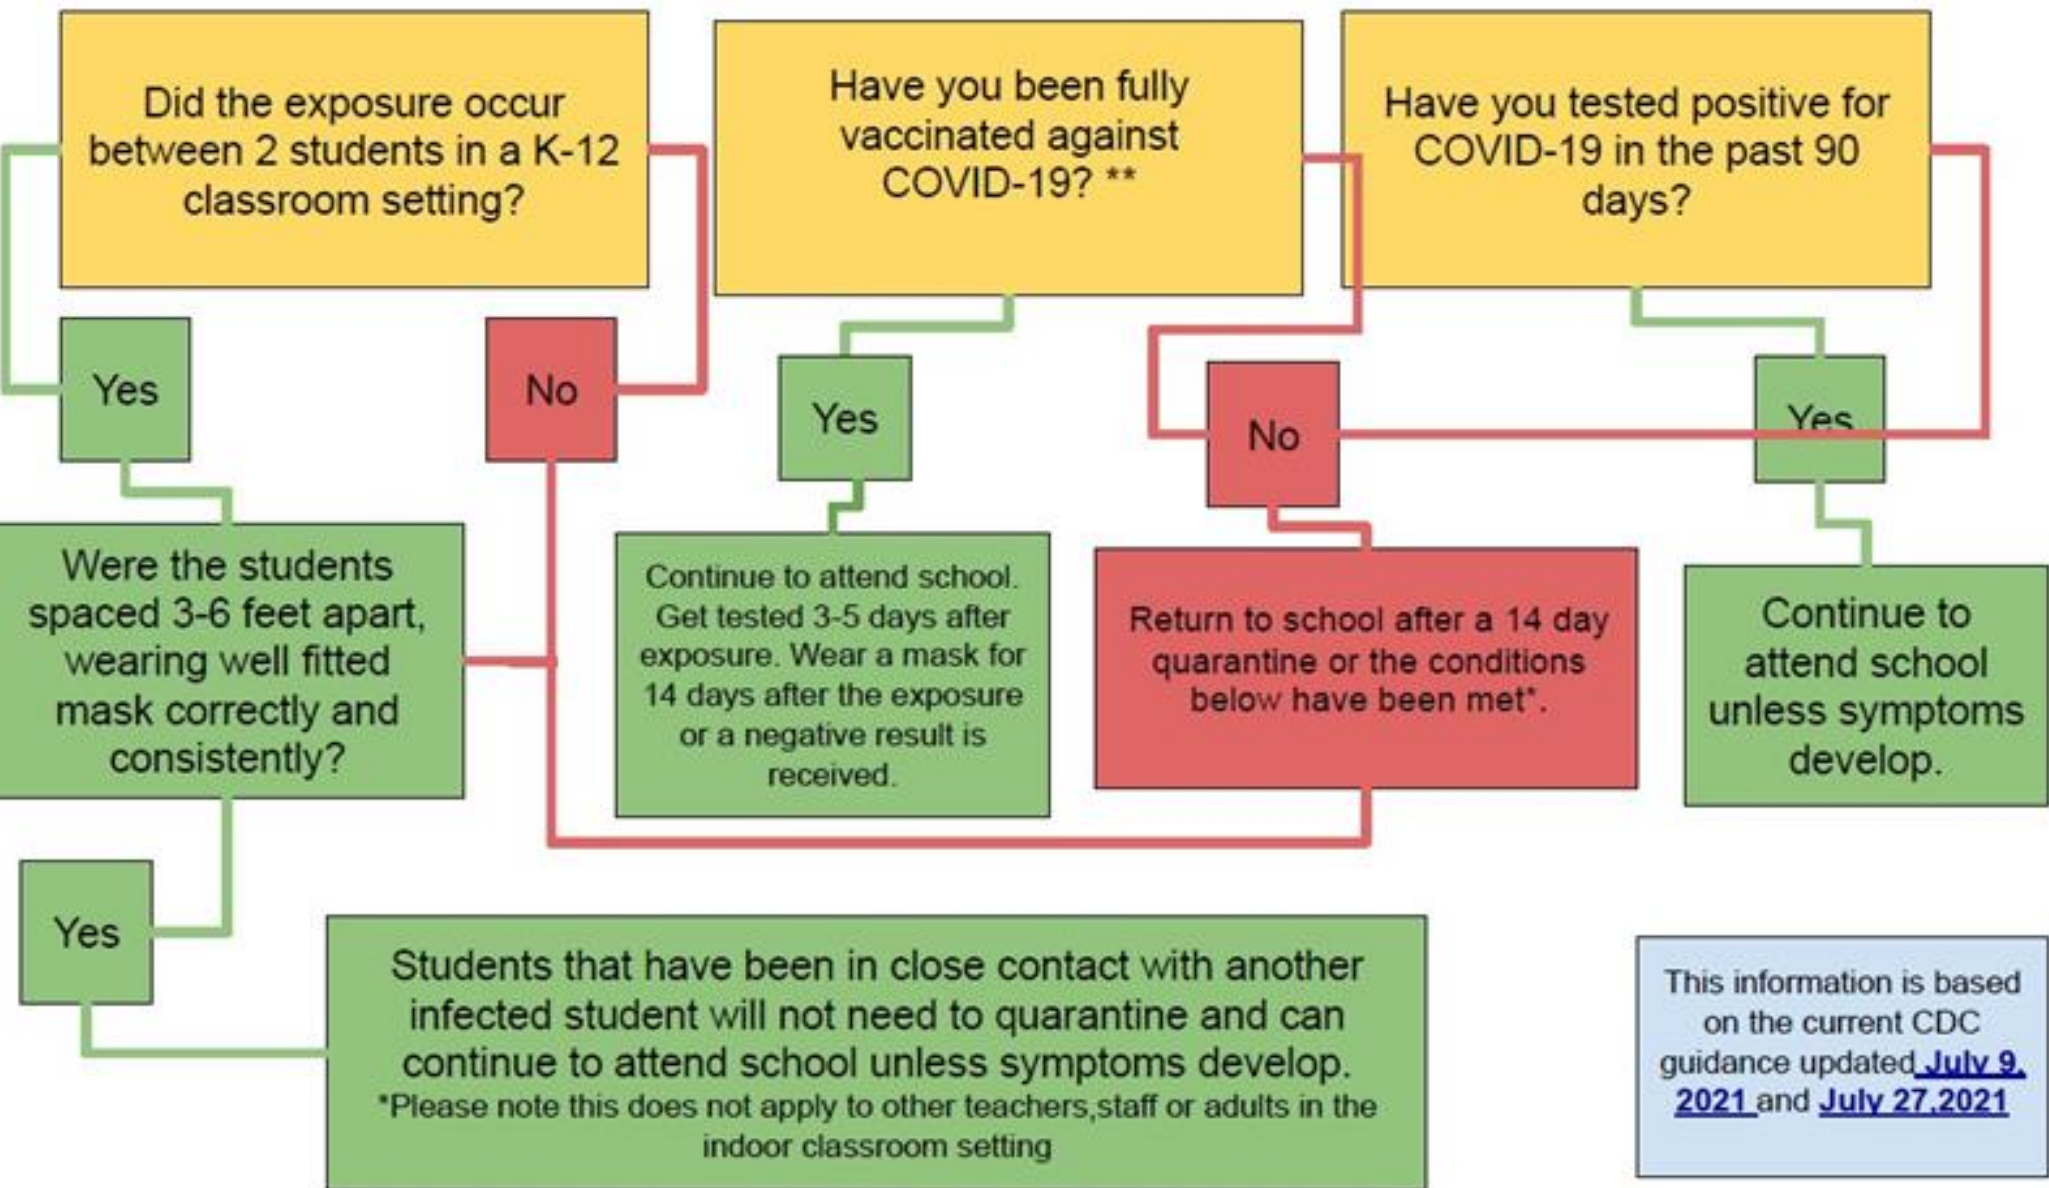 Did the exposure occur
between 2 students in a K-12
classroom setting?
Have you been fully
vaccinated against
COVID-19? **
Have you tested positive for
COVID-19 in the past 90
days?
Yes
No
Yes
No
Yes
Were the students
spaced 3-6 feet apart,
wearing well fitted
mask correctly and
consistently?
Continue to attend school.
Get tested 3-5 days after
exposure. Wear a mask for
14 days after the exposure
or a negative result is
received.
Return to school after a 14 day
quarantine or the conditions
below have been met*.
Continue to
attend school
unless symptoms
develop.
Yes
Students that have been in close contact with another
infected student will not need to quarantine and can
continue to attend school unless symptoms develop.
*Please note this does not apply to other teachers,staff or adults in the
indoor classroom setting
This information is based
on the current CDC
guidance updated July 9,
2021 and July 27,2021